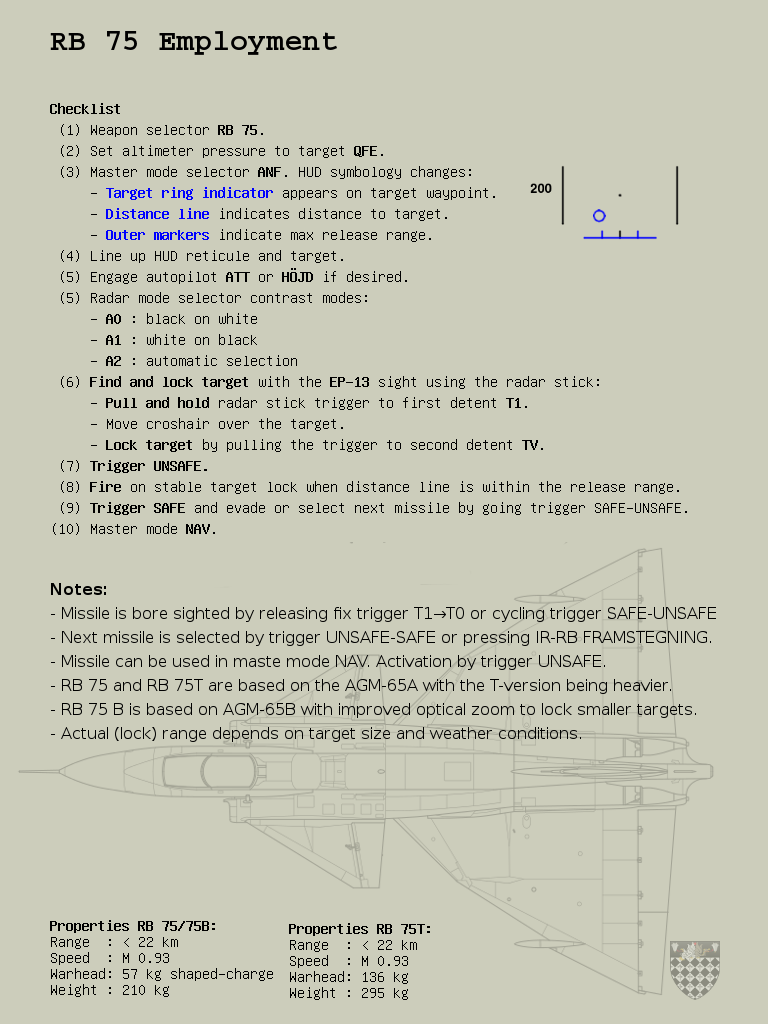 RB 75 Employment
Checklist
(1) Weapon selector RB 75.
(2) Set altimeter pressure to target QFE.
(3) Master mode selector ANF. HUD symbology changes:
- Target ring indicator appears on target waypoint.
- Distance line indicates distance to target.
- Outer markers indicate max release range.
200
(4) Line up HUD reticule and target.
(5) Engage autopilot ATT or HÖJD if desired.
(5) Radar mode selector contrast modes:
- A0 : black on white
- A1 : white on black
- A2 : automatic selection
(6) Find and lock target with the EP-13 sight using the radar stick:
- Pull and hold radar stick trigger to first detent T1.
- Move croshair over the target.
- Lock target by pulling the trigger to second detent TV.
(7) Trigger UNSAFE.
(8) Fire on stable target lock when distance line is within the release range.
(9) Trigger SAFE and evade or select next missile by going trigger SAFE-UNSAFE.
(10) Master mode NAV.
Notes:
- Missile is bore sighted by releasing fix trigger T1→T0 or cycling trigger SAFE-UNSAFE
- Next missile is selected by trigger UNSAFE-SAFE or pressing IR-RB FRAMSTEGNING.
- Missile can be used in maste mode NAV. Activation by trigger UNSAFE.
- RB 75 and RB 75T are based on the AGM-65A with the T-version being heavier.
- RB 75 B is based on AGM-65B with improved optical zoom to lock smaller targets.
- Actual (lock) range depends on target size and weather conditions.
Properties RB 75/75B:
Range : < 22 km
Speed : M 0.93
Warhead: 57 kg shaped-charge
Weight : 210 kg
Properties RB 75T:
Range : < 22 km
Speed : M 0.93
Warhead: 136 kg
Weight : 295 kg